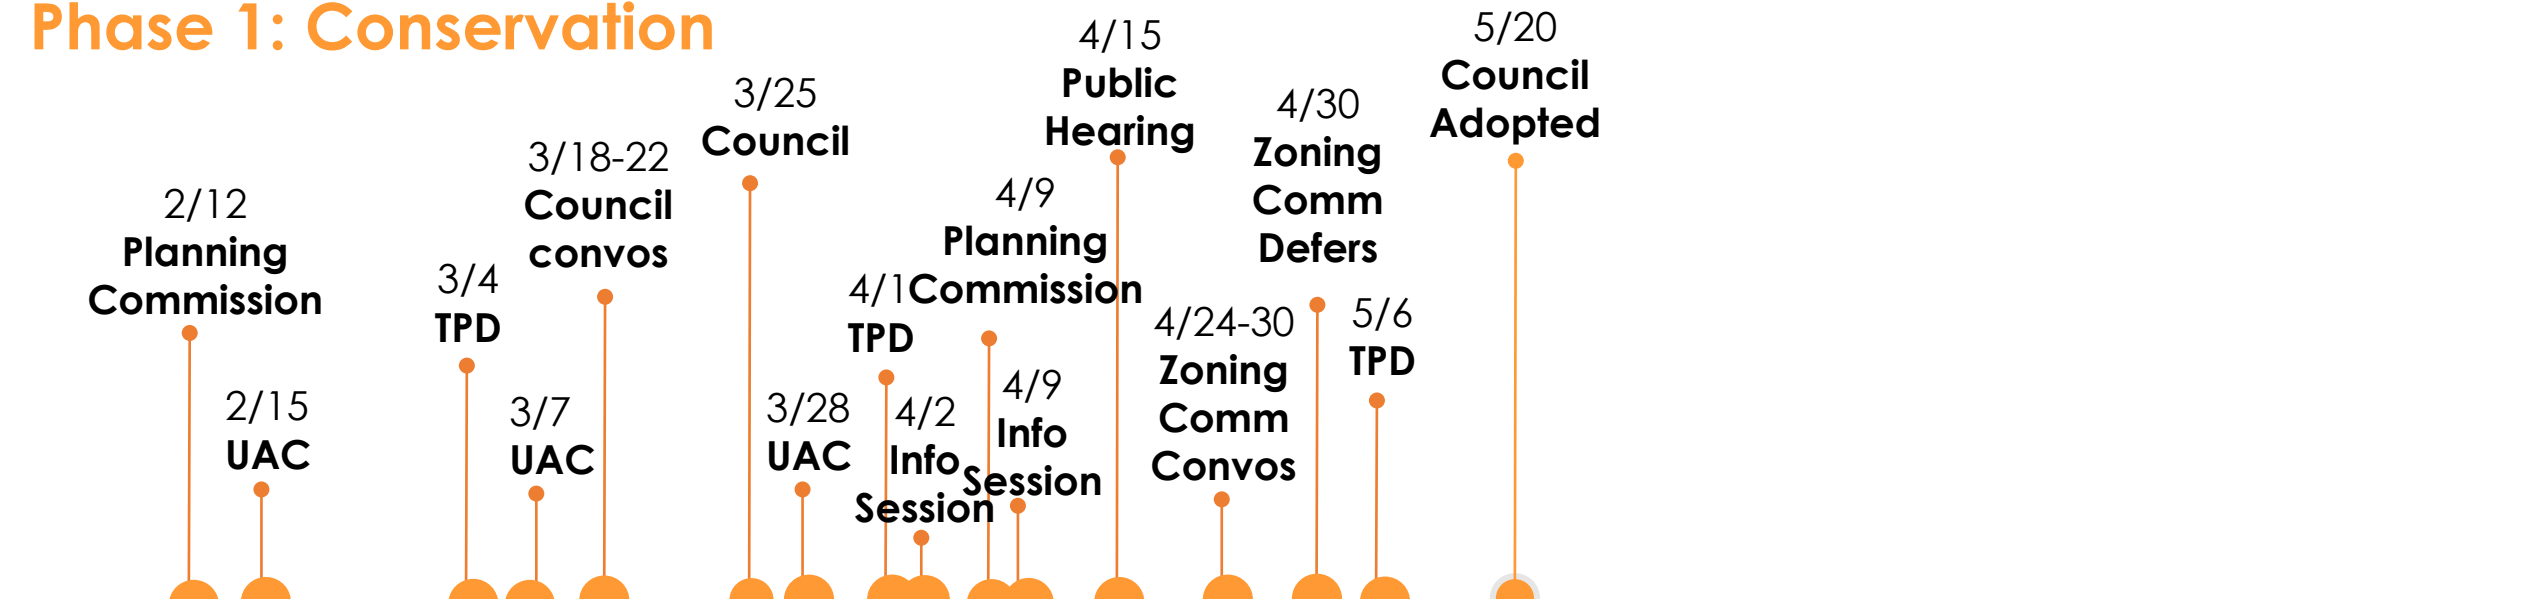 Phase 1: Conservation
2/12
Planning
Commission
2/15
UAC
3/4
TPD
3/7
UAC
3/18-22
Council
convos
3/25
Council
3/28
UAC
4/1
TPD
4/2
Info
Session
4/9
Planning
Commission
4/9
Info
Session
4/15
Public
Hearing
4/24-30
Zoning
Comm
Convos
4/30
Zoning
Comm
Defers
5/6
TPD
5/20
Council
Adopted